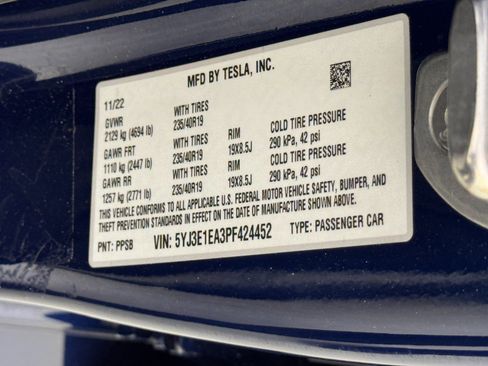 MFD BY TESLA, INC.
11/22
GVWR WITH TIRES
2129 kg (4694 lb) 235/40R19 RIM COLD TIRE PRESSURE
GAWR FRT WITH TIRES 19X8.5J 290 kPa, 42 psi
1110 kg (2447 lb) 235/40R19 RIM COLD TIRE PRESSURE
GAWR RR WITH TIRES 19X8.5J 290 kPa, 42 psi
1257 kg (2771 lb) 235/40R19
THIS VEHICLE CONFORMS TO ALL APPLICABLE U.S. FEDERAL MOTOR VEHICLE SAFETY, BUMPER, AND
THEFT PREVENTION STANDARDS IN EFFECT ON THE DATE OF MANUFACTURE SHOWN ABOVE.
PNT: PPSB VIN: 5YJ3E1EA3PF424452 TYPE: PASSENGER CAR